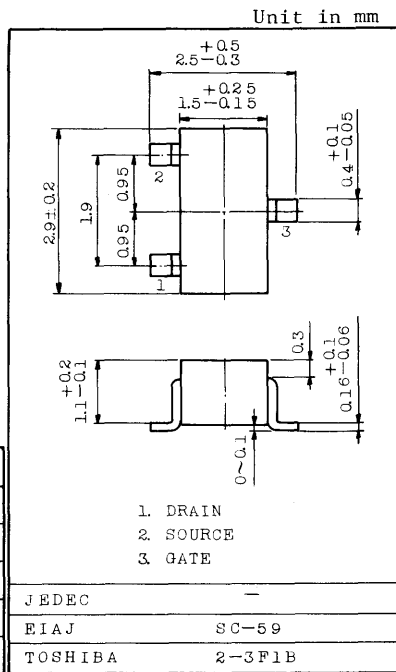 Unit in mm
+0.5
2.5-0.3
+0.25
1.5-0.15
2.9±0.2
1.9
0.95
0.95
2
1
3
+0.1
0.4-0.05
+0.2
1.1-0.1
0.3
+0.1
0.16-0.06
0~0.1
1. DRAIN
2. SOURCE
3. GATE
JEDEC —
EIAJ SC-59
TOSHIBA 2-3F1B